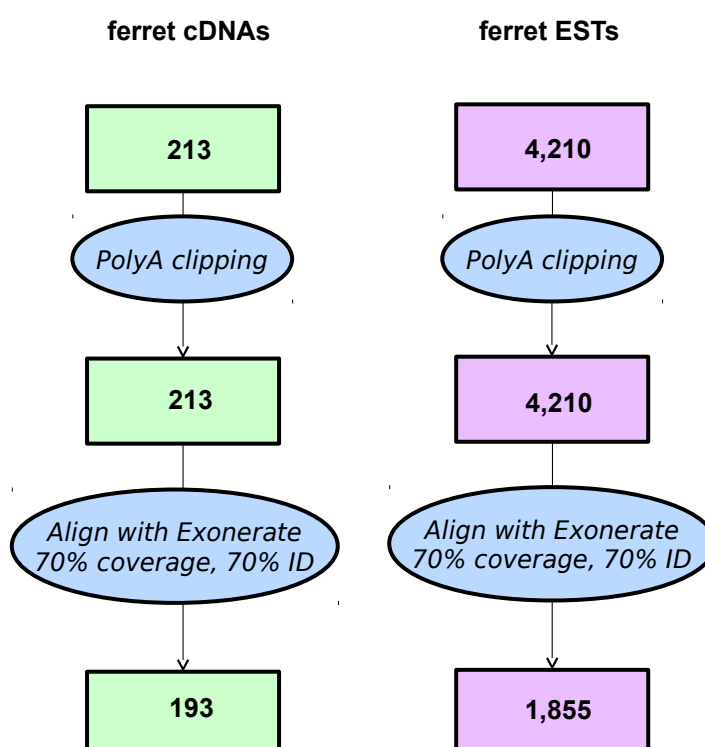 ferret cDNAs
ferret ESTs
213
4,210
PolyA clipping
PolyA clipping
213
4,210
Align with Exonerate
70% coverage, 70% ID
Align with Exonerate
70% coverage, 70% ID
193
1,855